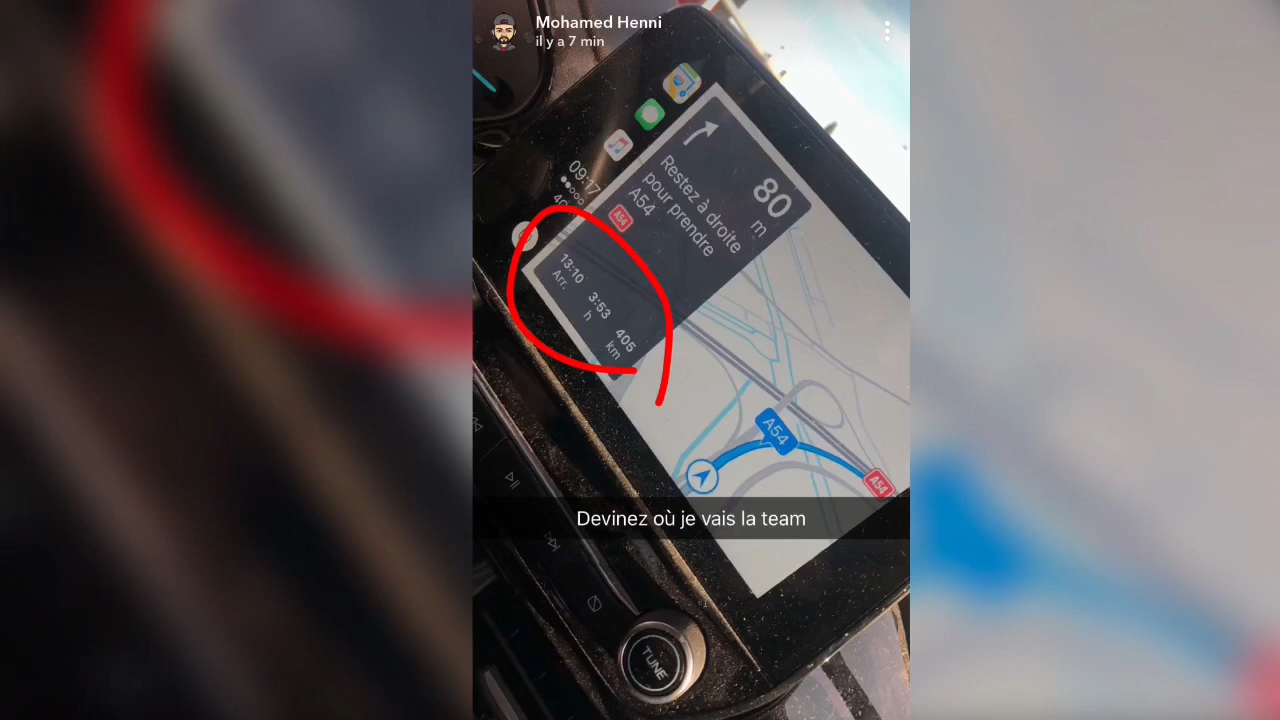 Mohamed Henni
il y a 7 min
09:17
80 m
Restez à droite
pour prendre
A54
A54
13:10
Arr.
3:53
h
405
km
A54
A54
Devinez où je vais la team
TUNE